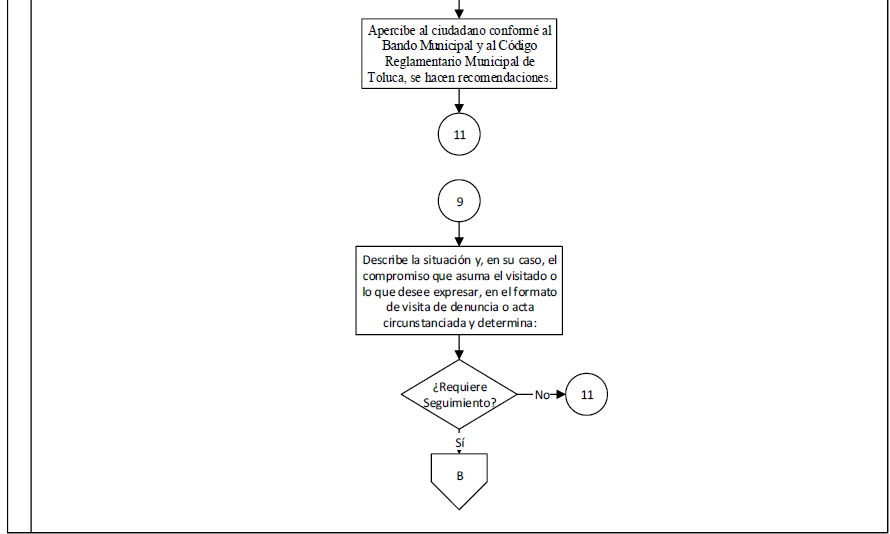 Apercibe al ciudadano conformé al
Bando Municipal y al Código
Reglamentario Municipal de
Toluca, se hacen recomendaciones.
11
9
Describe la situación y, en su caso, el
compromiso que asuma el visitado o
lo que desee expresar, en el formato
de visita de denuncia o acta
circunstanciada y determina:
¿Requiere
Seguimiento?
No
11
Sí
B